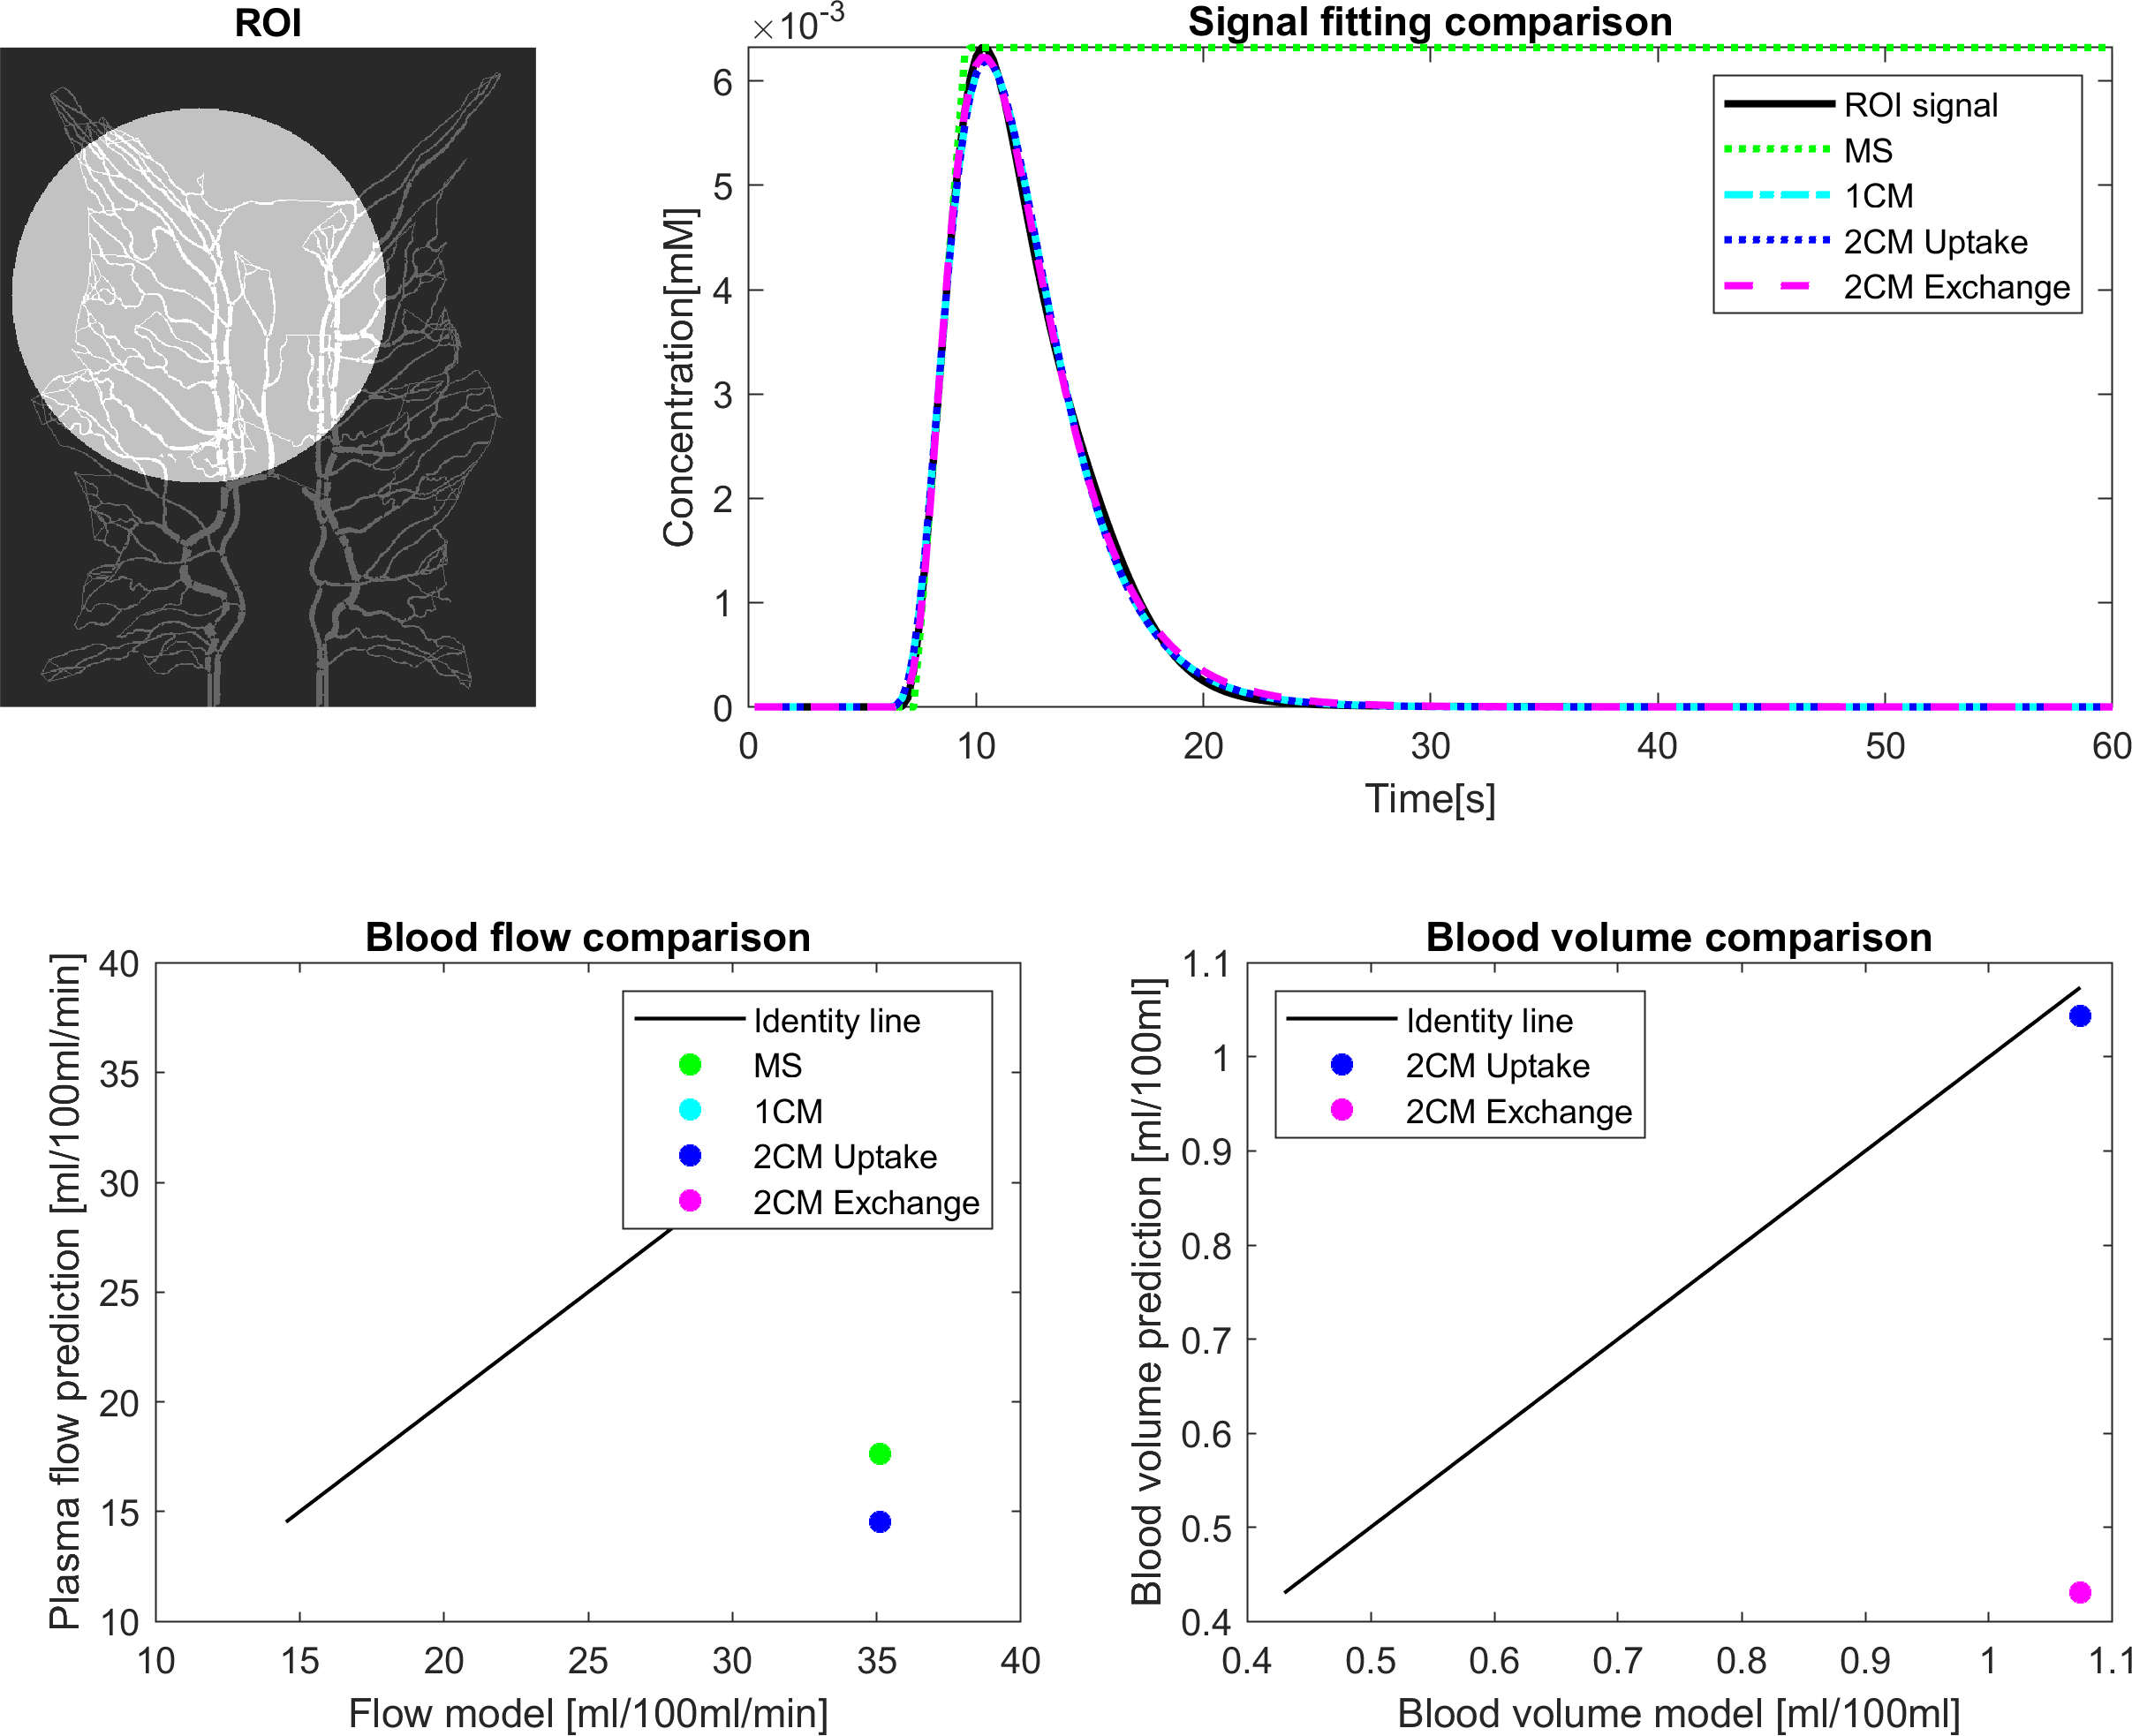 ROI
Signal fitting comparison
×10-3
Concentration[mM]
6
5
4
3
2
1
0
0 10 20 30 40 50 60
Time[s]
ROI signal
MS
1CM
2CM Uptake
2CM Exchange
Blood flow comparison
Plasma flow prediction [ml/100ml/min]
40
35
30
25
20
15
10
10 15 20 25 30 35 40
Flow model [ml/100ml/min]
Identity line
MS
1CM
2CM Uptake
2CM Exchange
Blood volume comparison
Blood volume prediction [ml/100ml]
1.1
1
0.9
0.8
0.7
0.6
0.5
0.4
0.4 0.5 0.6 0.7 0.8 0.9 1 1.1
Blood volume model [ml/100ml]
Identity line
2CM Uptake
2CM Exchange